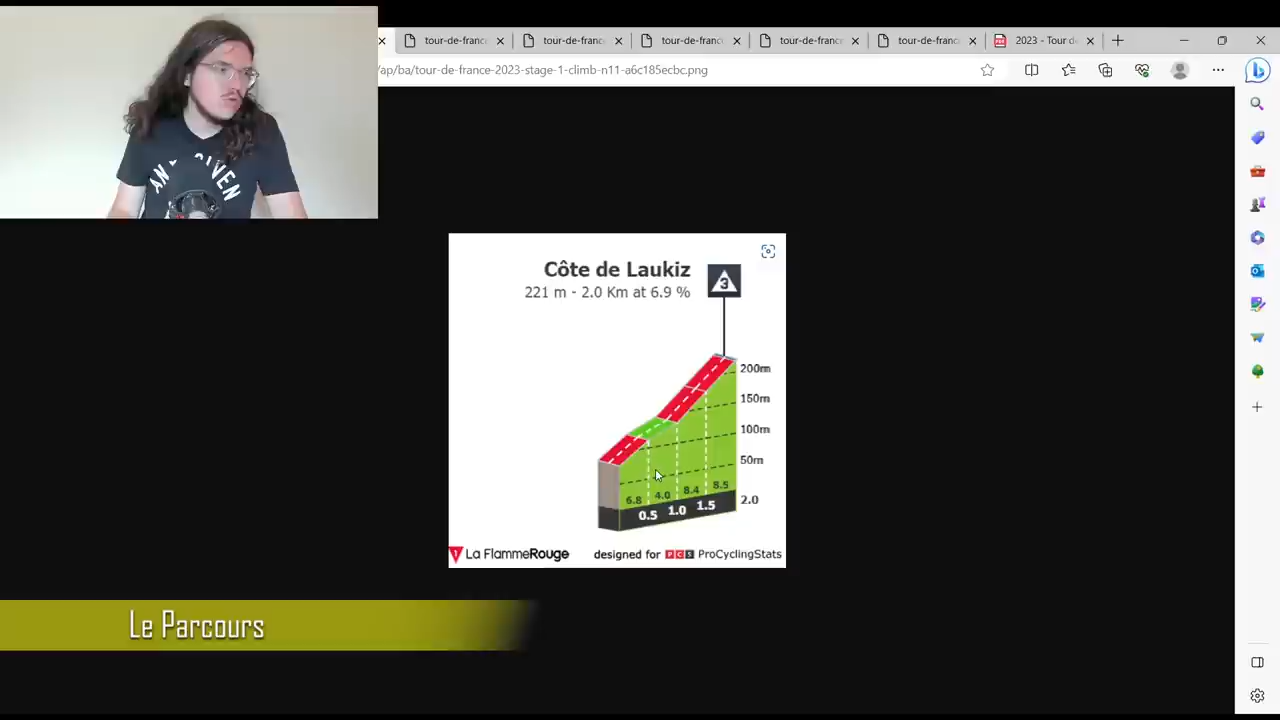 tour-de-franc
tour-de-franc
tour-de-franc
tour-de-franc
tour-de-franc
2023 - Tour d
/ap/ba/tour-de-france-2023-stage-1-climb-n11-a6c185ecbc.png
Côte de Laukiz
221 m - 2.0 Km at 6.9 %
3
200m
150m
100m
50m
6.8 4.0 8.4 8.5
0.5 1.0 1.5 2.0
1 La FlammeRouge designed for PCS ProCyclingStats
Le Parcours